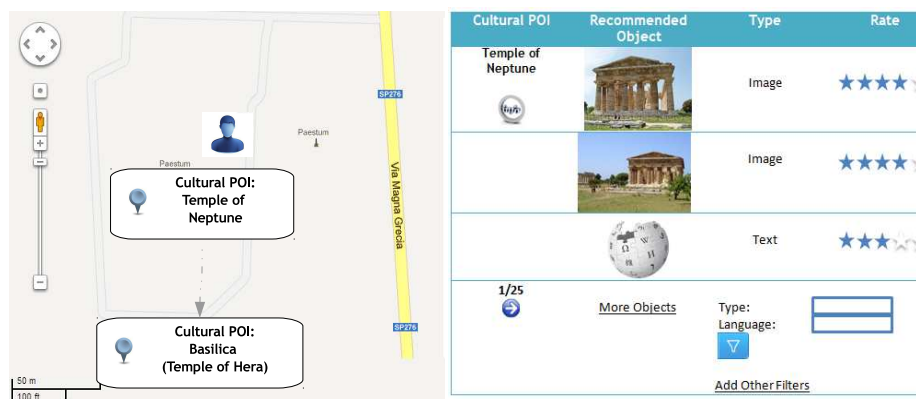 SP276
Paestum
Paestum
Via Magna Grecia
Cultural POI:
Temple of
Neptune
SP276
Cultural POI:
Basilica
(Temple of Hera)
50 m
100 ft
Cultural POI Recommended Object Type Rate
Temple of
Neptune
Image
Image
W
Ω
И
Text
1/25
More Objects
Type:
Language:
Add Other Filters